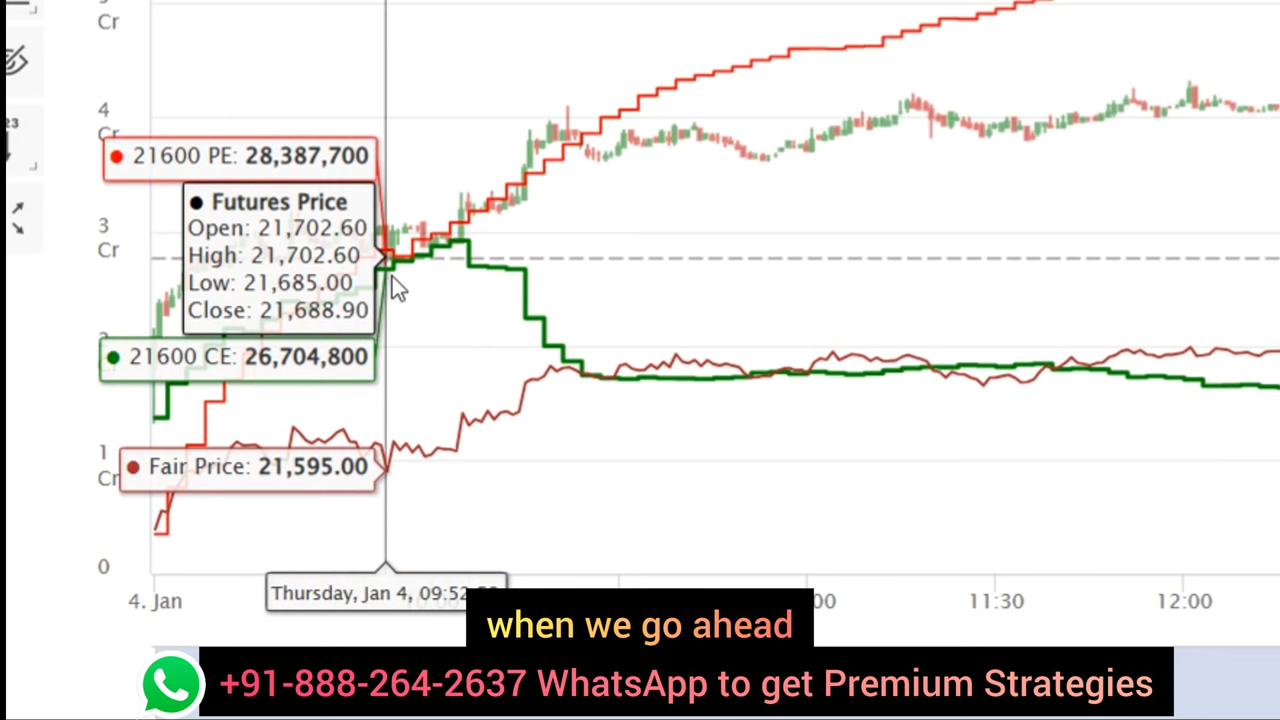 Cr
4
Cr
23
21600 PE: 28,387,700
Futures Price
Open: 21,702.60
High: 21,702.60
Low: 21,685.00
Close: 21,688.90
3
Cr
21600 CE: 26,704,800
1
Cr
Fair Price: 21,595.00
0
Thursday, Jan 4, 09:52
4. Jan
11:30
12:00
when we go ahead
+91-888-264-2637 WhatsApp to get Premium Strategies